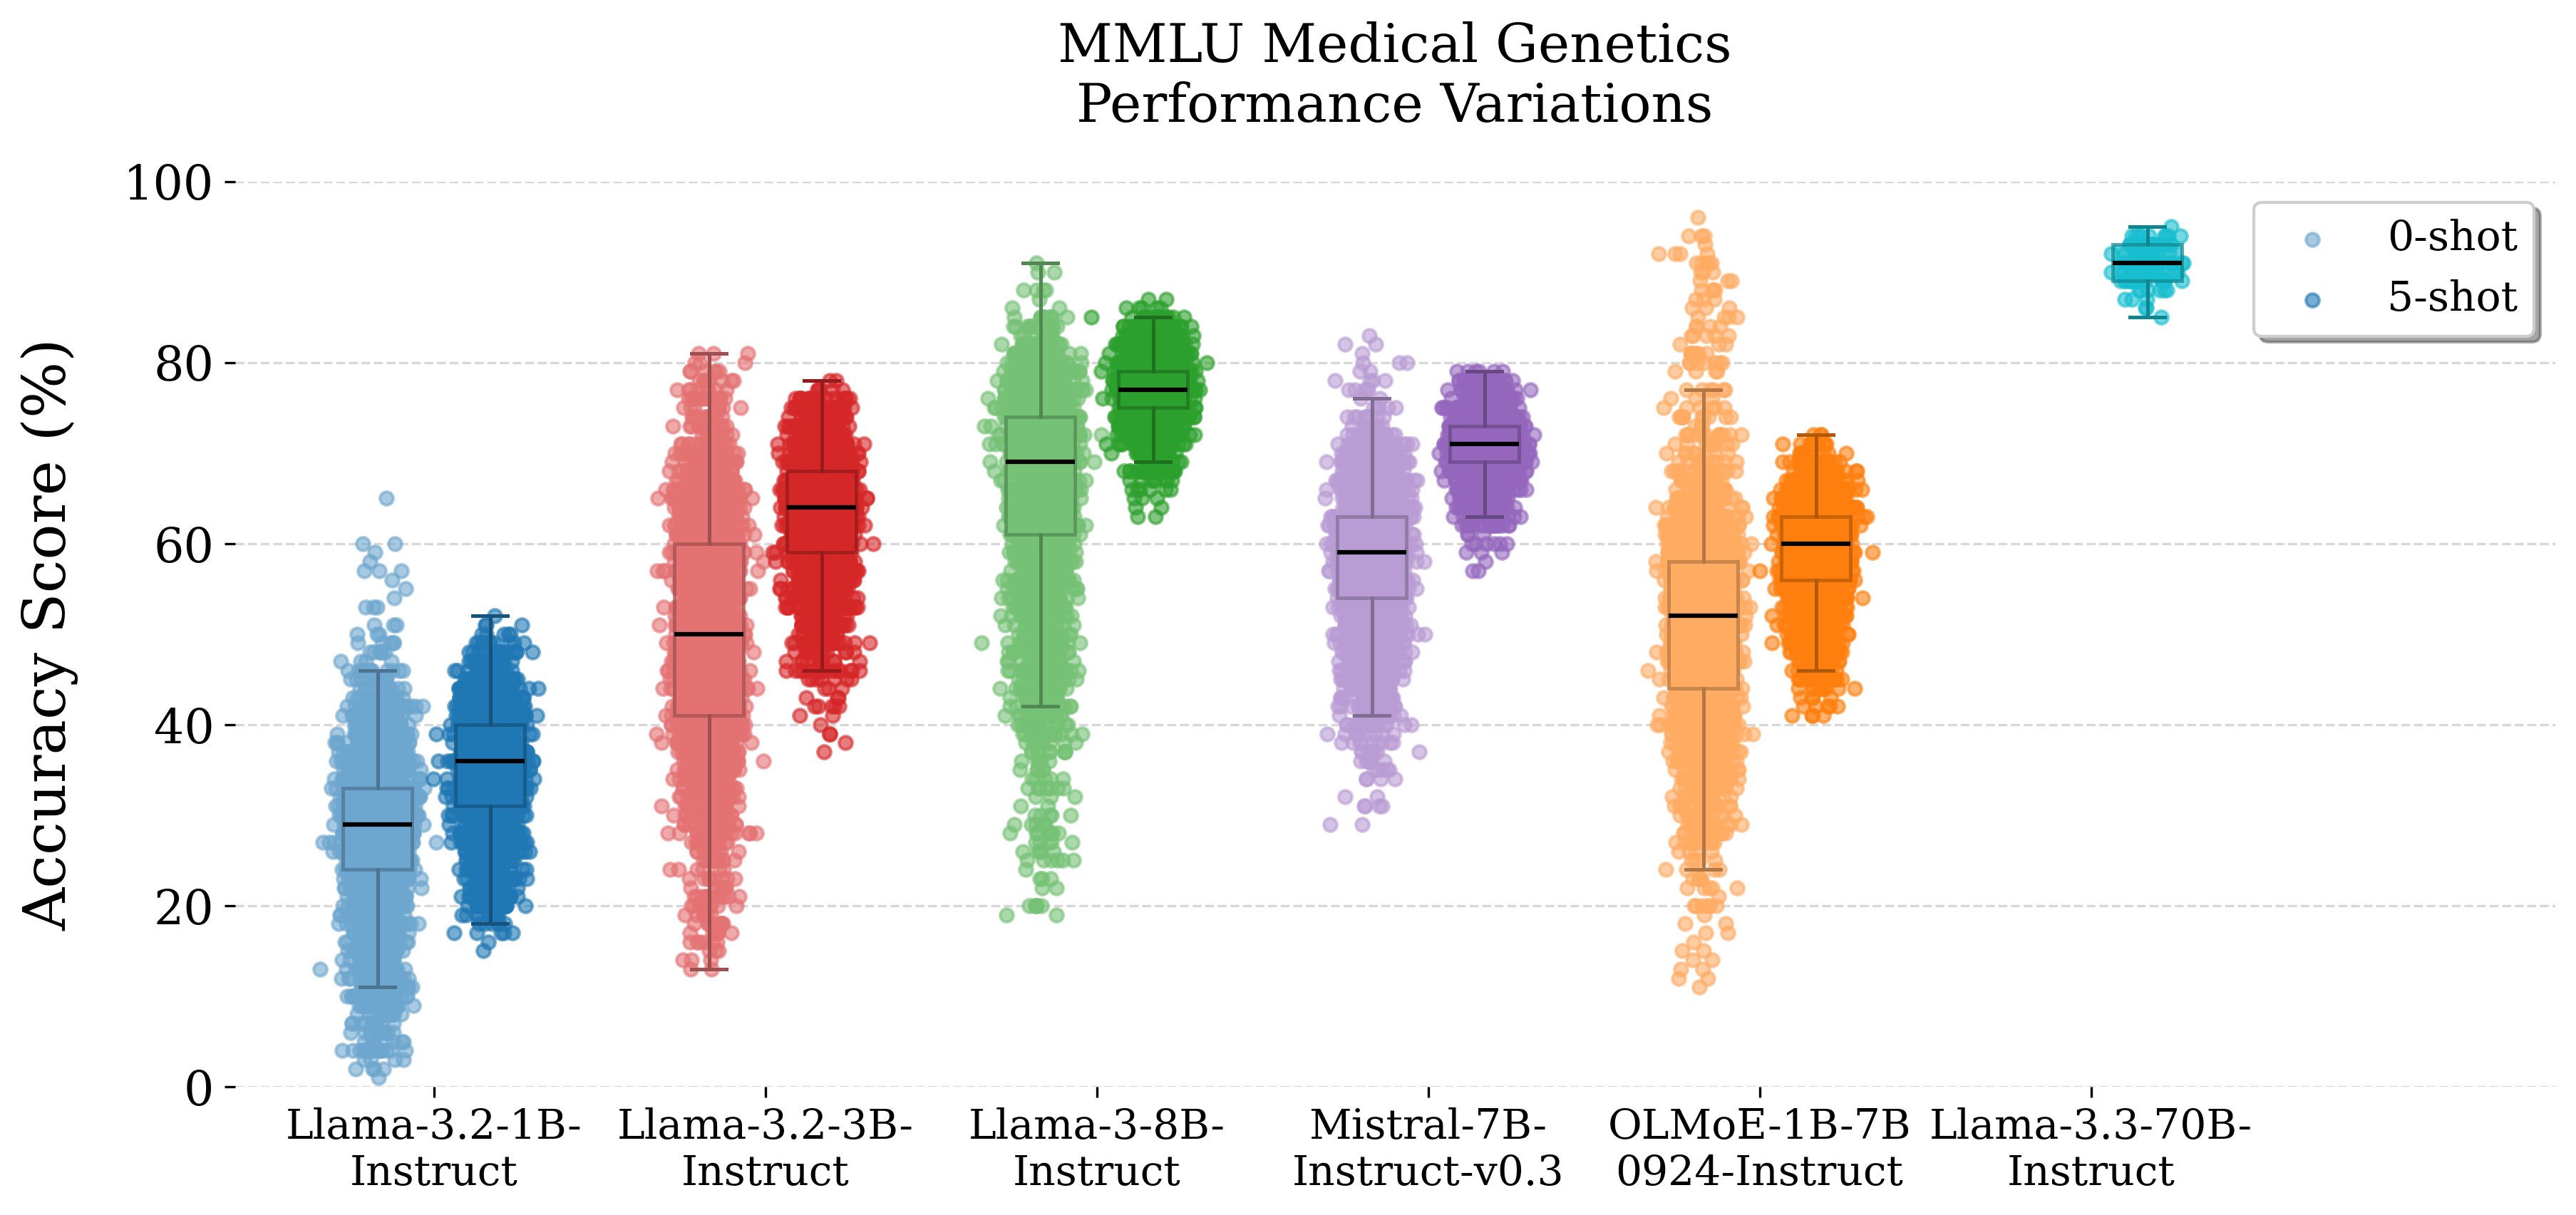 MMLU Medical Genetics
Performance Variations
Accuracy Score (%)
100
80
60
40
20
0
0-shot
5-shot
Llama-3.2-1B-
Instruct
Llama-3.2-3B-
Instruct
Llama-3-8B-
Instruct
Mistral-7B-
Instruct-v0.3
OLMoE-1B-7B
0924-Instruct
Llama-3.3-70B-
Instruct